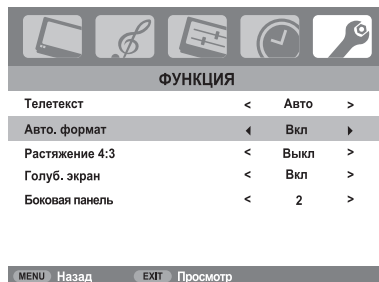 ФУНКЦИЯ
Телетекст < Авто >
Авто. формат ◀ Вкл ▶
Растяжение 4:3 < Выкл >
Голуб. экран < Вкл >
Боковая панель < 2 >
MENU Назад EXIT Просмотр